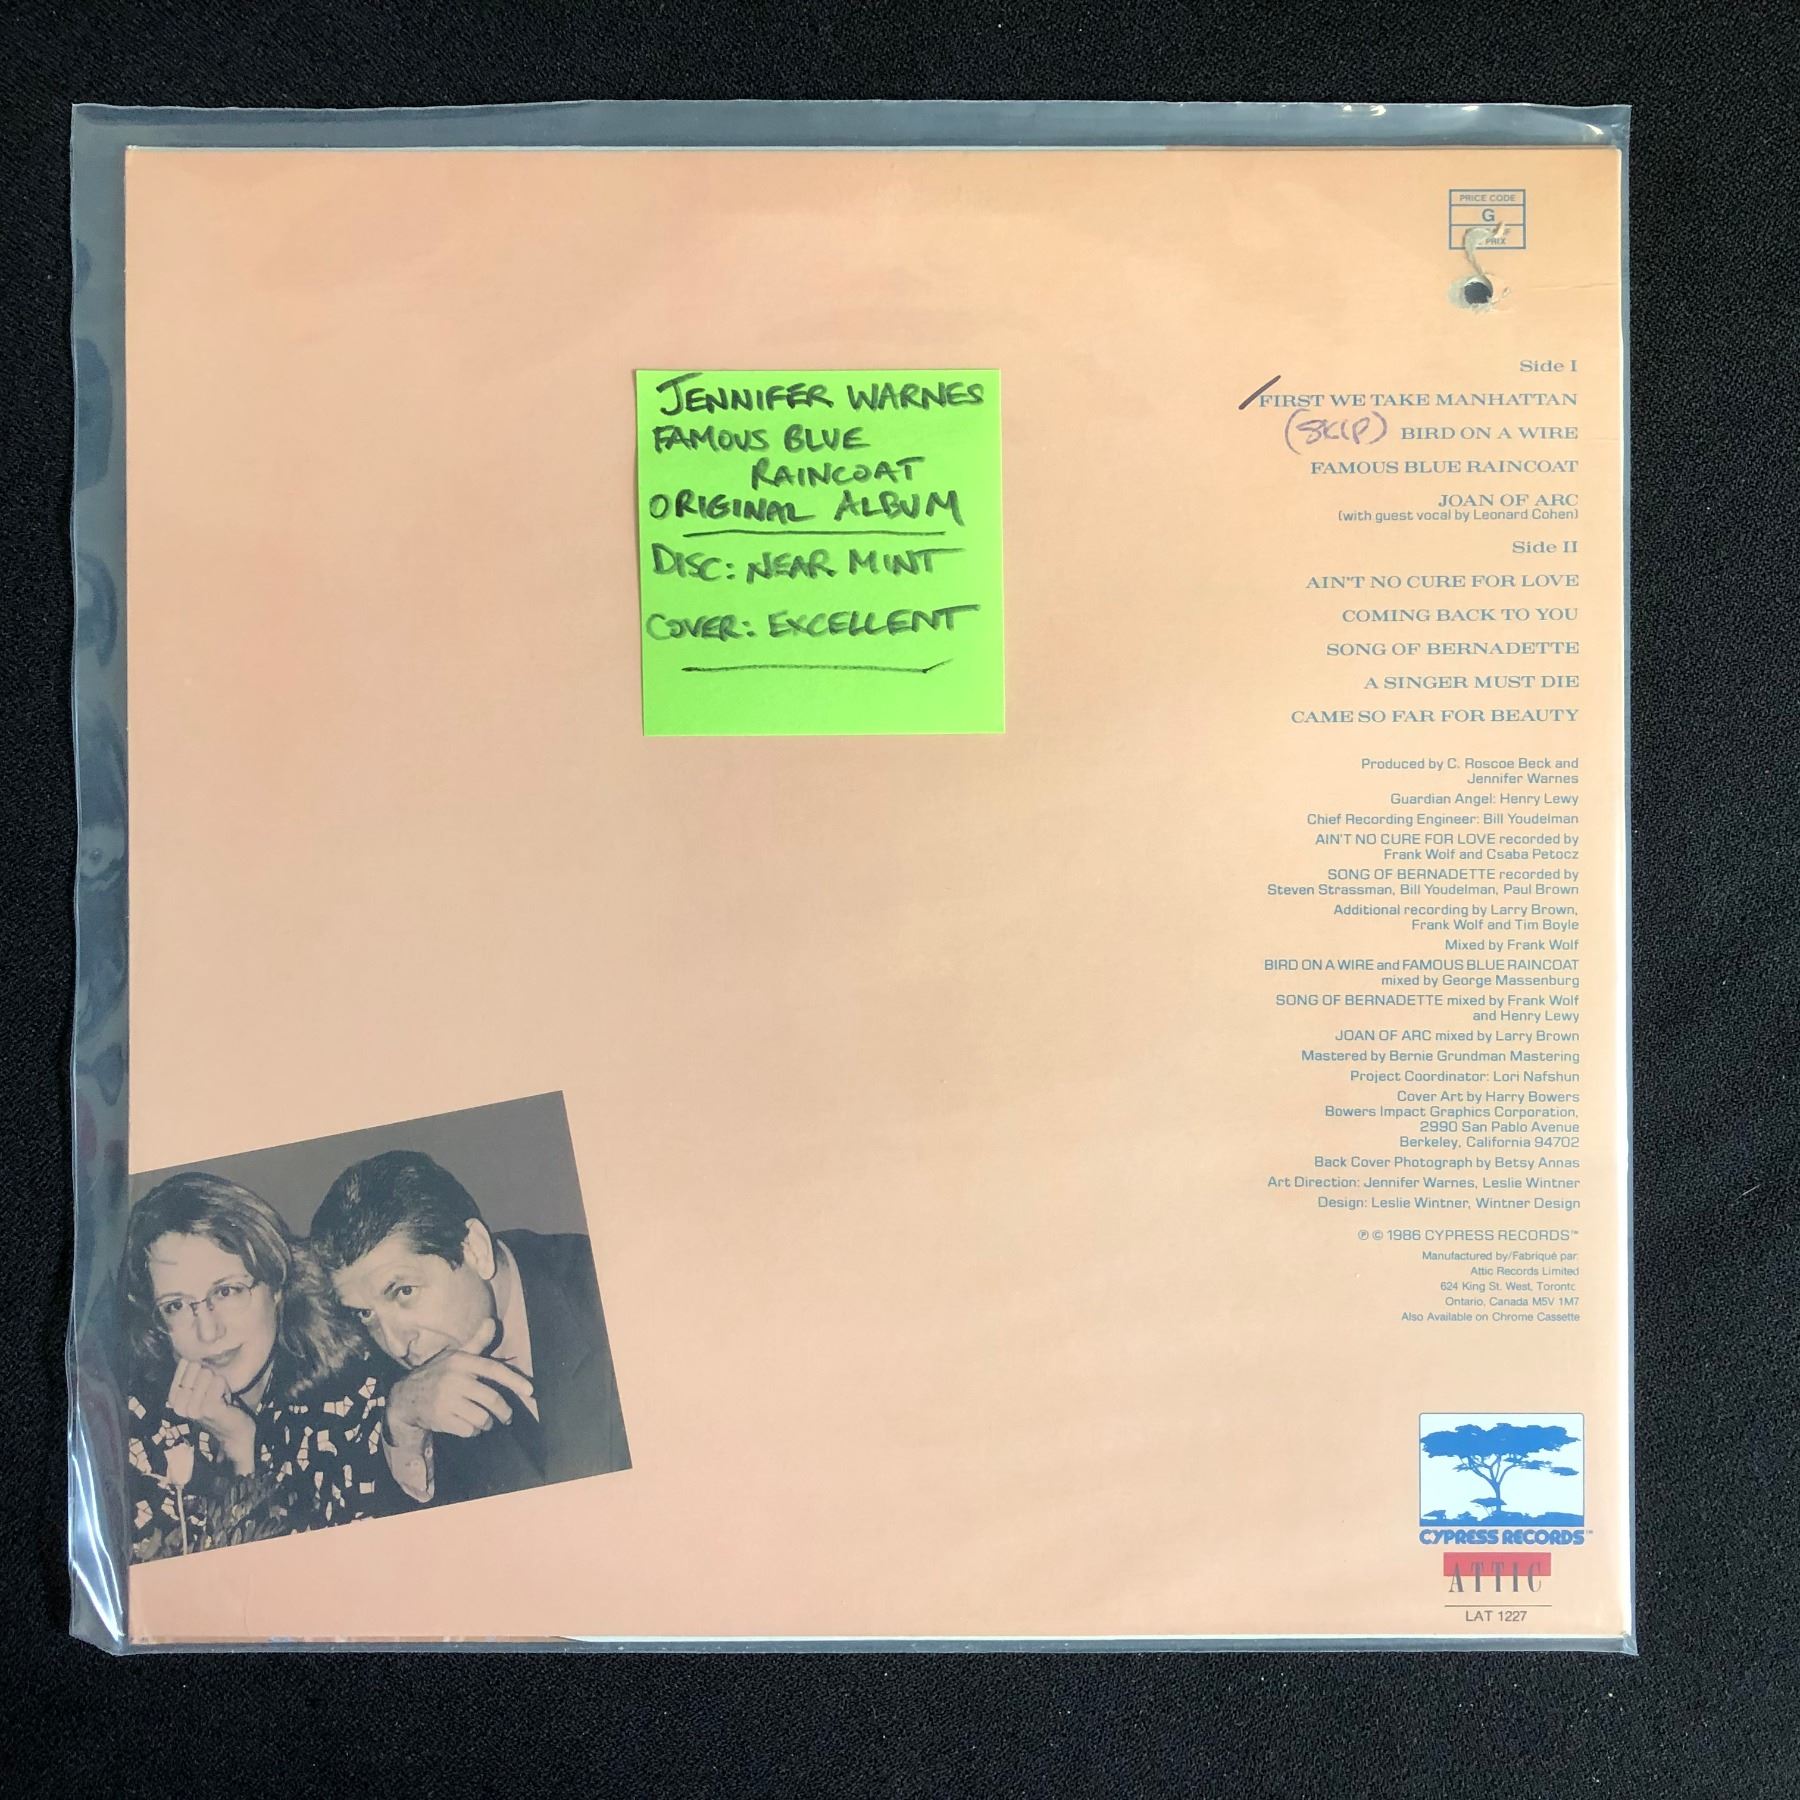 PRICE CODE
G
PRIX
JENNIFER WARNES
FAMOUS BLUE
RAINCOAT
ORIGINAL ALBUM
DISC: NEAR MINT
COVER: EXCELLENT
Side I
FIRST WE TAKE MANHATTAN
(SKIP) BIRD ON A WIRE
FAMOUS BLUE RAINCOAT
JOAN OF ARC
(with guest vocal by Leonard Cohen)
Side II
AIN'T NO CURE FOR LOVE
COMING BACK TO YOU
SONG OF BERNADETTE
A SINGER MUST DIE
CAME SO FAR FOR BEAUTY
Produced by C. Roscoe Beck and
Jennifer Warnes
Guardian Angel: Henry Lewy
Chief Recording Engineer: Bill Youdelman
AIN'T NO CURE FOR LOVE recorded by
Frank Wolf and Csaba Petocz
SONG OF BERNADETTE recorded by
Steven Strassman, Bill Youdelman, Paul Brown
Additional recording by Larry Brown,
Frank Wolf and Tim Boyle
Mixed by Frank Wolf
BIRD ON A WIRE and FAMOUS BLUE RAINCOAT
mixed by George Massenburg
SONG OF BERNADETTE mixed by Frank Wolf
and Henry Lewy
JOAN OF ARC mixed by Larry Brown
Mastered by Bernie Grundman Mastering
Project Coordinator: Lori Nafshun
Cover Art by Harry Bowers
Bowers Impact Graphics Corporation,
2990 San Pablo Avenue
Berkeley, California 94702
Back Cover Photograph by Betsy Annas
Art Direction: Jennifer Warnes, Leslie Wintner
Design: Leslie Wintner, Wintner Design
℗ © 1986 CYPRESS RECORDS™
Manufactured by/Fabriqué par:
Attic Records Limited
624 King St. West, Toronto
Ontario, Canada M5V 1M7
Also Available on Chrome Cassette
CYPRESS RECORDS™
ATTIC
LAT 1227